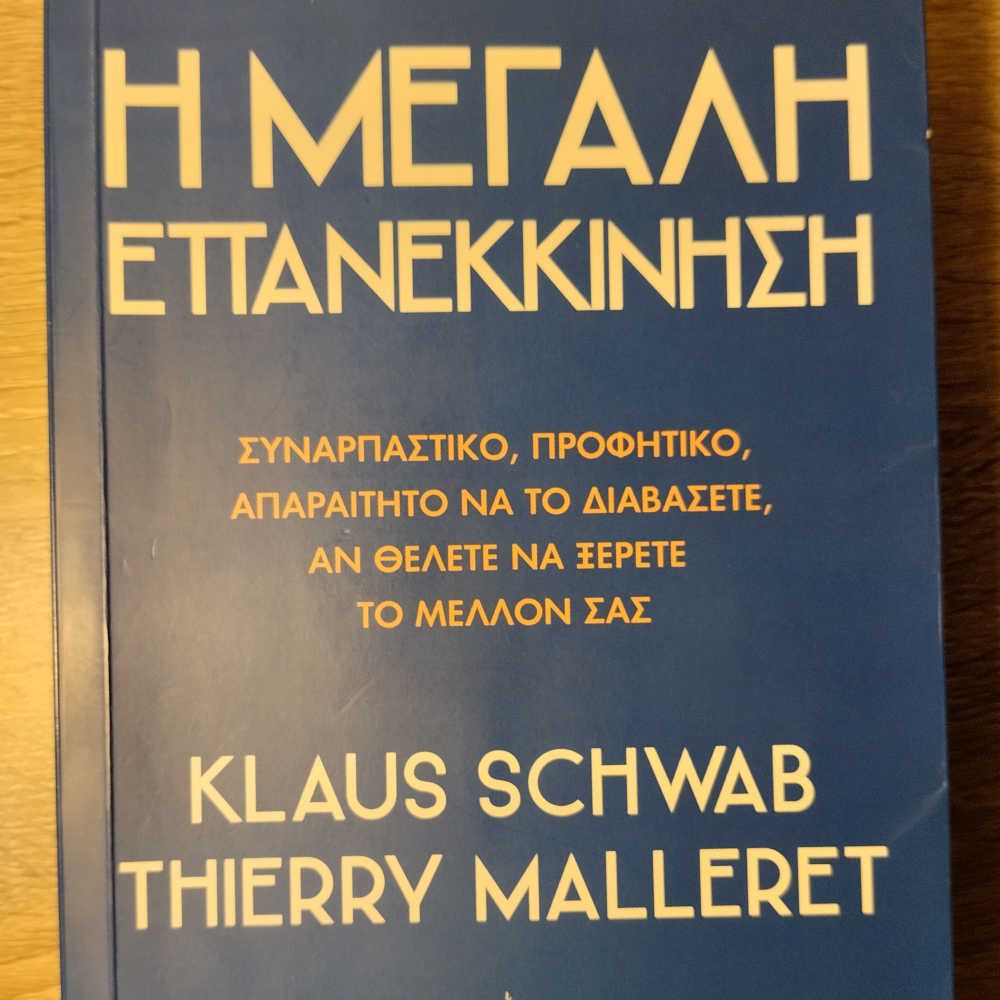 Η ΜΕΓΑΛΗ
ΕΠΑΝΕΚΚΙΝΗΣΗ
ΣΥΝΑΡΠΑΣΤΙΚΟ, ΠΡΟΦΗΤΙΚΟ,
ΑΠΑΡΑΙΤΗΤΟ ΝΑ ΤΟ ΔΙΑΒΑΣΕΤΕ,
ΑΝ ΘΕΛΕΤΕ ΝΑ ΞΕΡΕΤΕ
ΤΟ ΜΕΛΛΟΝ ΣΑΣ
KLAUS SCHWAB
THIERRY MALLERET